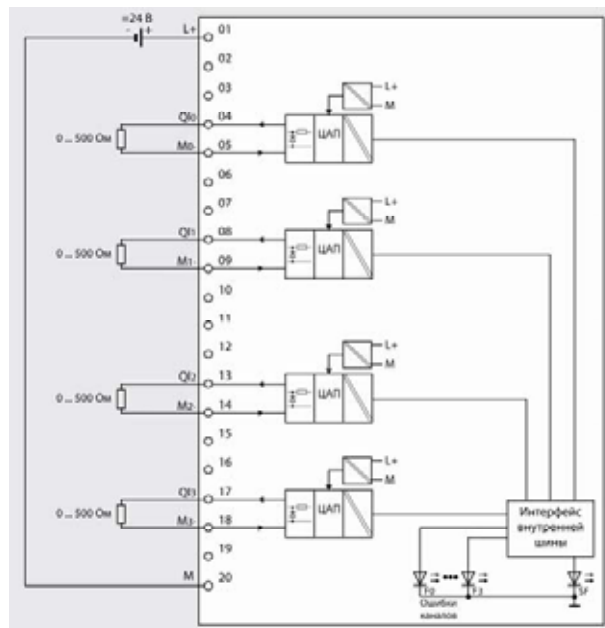 =24 В
- +
L+ 01
02
03
L+
M
QI0 04
0 ... 500 Ом
ЦАП
M0- 05
06
07
L+
M
QI1 08
0 ... 500 Ом
ЦАП
M1- 09
10
11
12
L+
M
QI2 13
0 ... 500 Ом
ЦАП
M2- 14
15
16
L+
M
QI3 17
0 ... 500 Ом
ЦАП
M3- 18
19
M 20
Интерфейс
внутренней
шины
F0 F3 SF
Ошибки
каналов